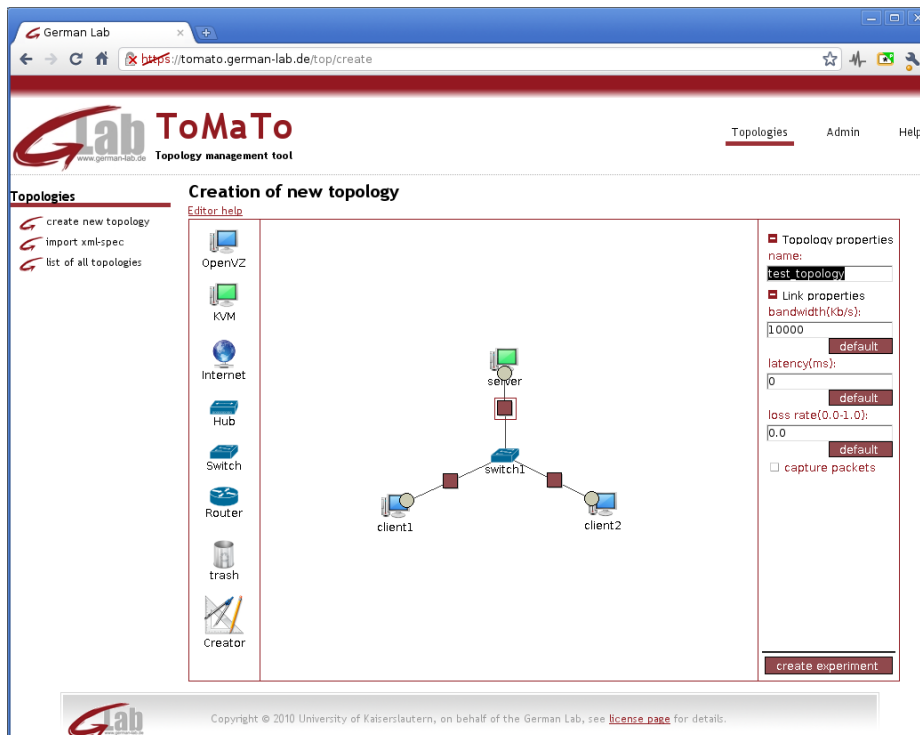 German Lab
https://tomato.german-lab.de/top/create
Lab
www.german-lab.de
ToMaTo
Topology management tool
Topologies Admin Help
Topologies
create new topology
import xml-spec
list of all topologies
Creation of new topology
Editor help
OpenVZ
KVM
Internet
Hub
Switch
Router
trash
Creator
server
switch1
client1
client2
Topology properties
name:
test_topology
Link properties
bandwidth(Kb/s):
10000
default
latency(ms):
0
default
loss rate(0.0-1.0):
0.0
default
capture packets
create experiment
Lab
Copyright © 2010 University of Kaiserslautern, on behalf of the German Lab, see license page for details.